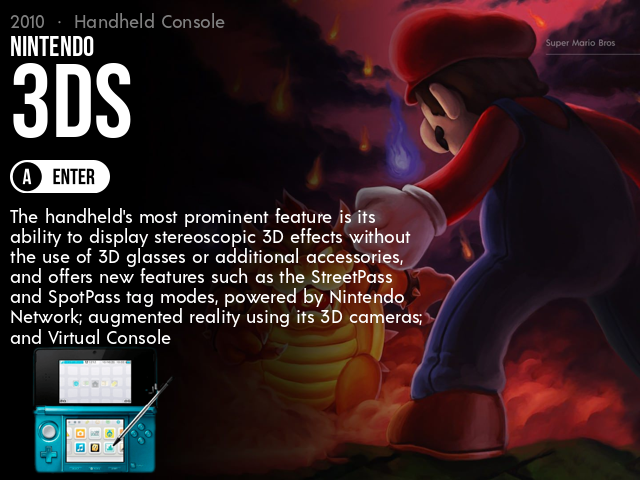 2010 · Handheld Console
NINTENDO
3DS
Super Mario Bros
A ENTER
The handheld's most prominent feature is its
ability to display stereoscopic 3D effects without
the use of 3D glasses or additional accessories,
and offers new features such as the StreetPass
and SpotPass tag modes, powered by Nintendo
Network; augmented reality using its 3D cameras;
and Virtual Console